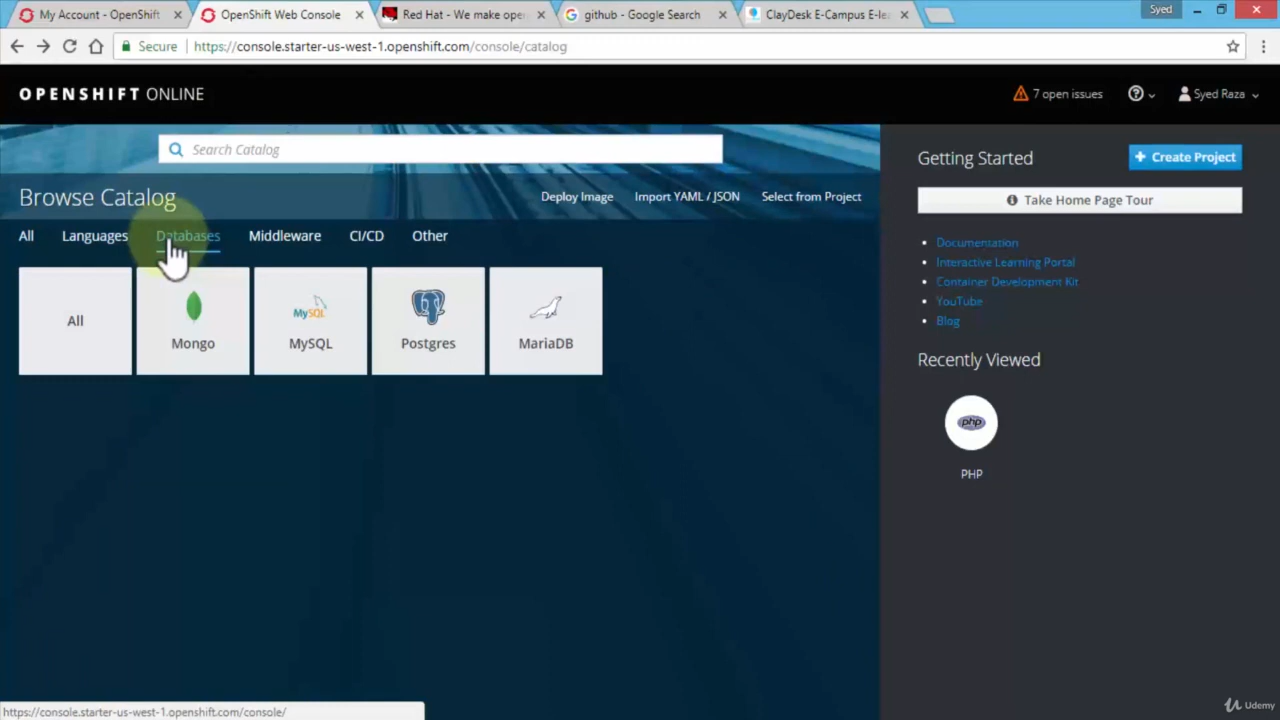 My Account - OpenShift
OpenShift Web Console
Red Hat - We make ope
github - Google Search
ClayDesk E-Campus E-le
Syed
Secure
https://console.starter-us-west-1.openshift.com/console/catalog
OPENSHIFT ONLINE
7 open issues
Syed Raza
Search Catalog
Getting Started
Create Project
Browse Catalog
Deploy Image
Import YAML / JSON
Select from Project
Take Home Page Tour
All
Languages
Databases
Middleware
CI/CD
Other
Documentation
Interactive Learning Portal
Container Development Kit
YouTube
Blog
All
Mongo
MySQL
MySQL
Postgres
MariaDB
Recently Viewed
php
PHP
https://console.starter-us-west-1.openshift.com/console/
Udemy